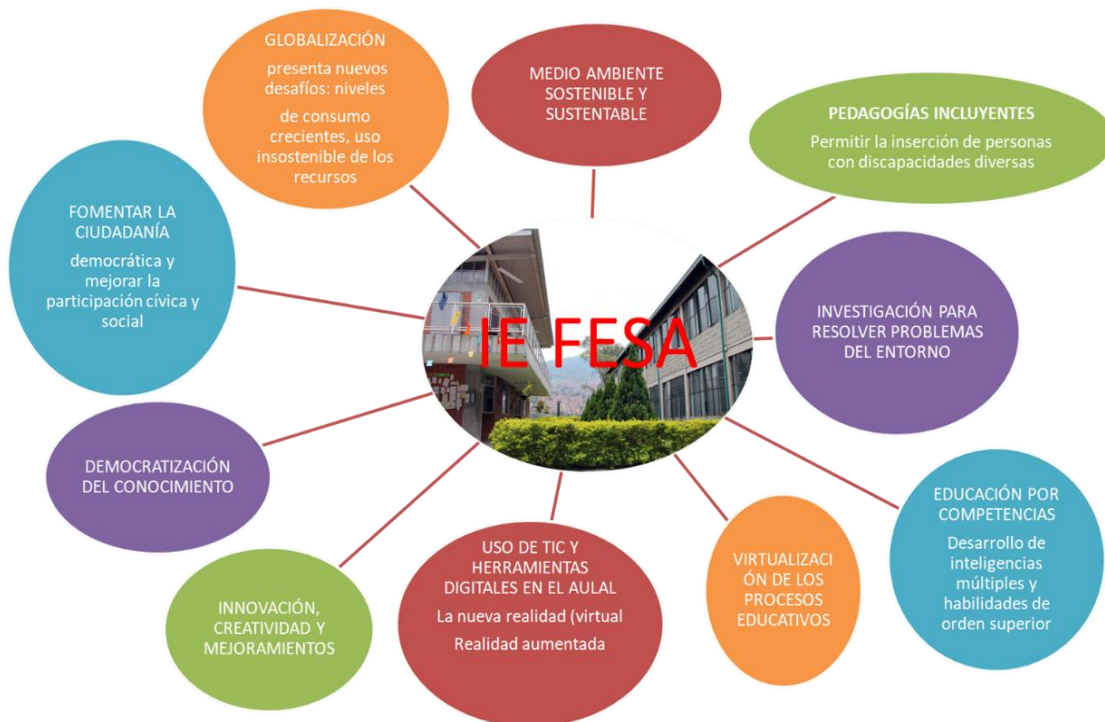 GLOBALIZACIÓN
presenta nuevos
desafíos: niveles
de consumo
crecientes, uso
insostenible de los
recursos
MEDIO AMBIENTE
SOSTENIBLE Y
SUSTENTABLE
PEDAGOGÍAS INCLUYENTES
Permitir la inserción de personas
con discapacidades diversas
FOMENTAR LA
CIUDADANÍA
democrática y
mejorar la
participación cívica y
social
IE FESA
INVESTIGACIÓN PARA
RESOLVER PROBLEMAS
DEL ENTORNO
DEMOCRATIZACIÓN
DEL CONOCIMIENTO
EDUCACIÓN POR
COMPETENCIAS
Desarrollo de
inteligencias
múltiples y
habilidades de
orden superior
USO DE TIC Y
HERRAMIENTAS
DIGITALES EN EL AULAL
La nueva realidad (virtual
Realidad aumentada
VIRTUALIZACI
ÓN DE LOS
PROCESOS
EDUCATIVOS
INNOVACIÓN,
CREATIVIDAD Y
MEJORAMIENTOS